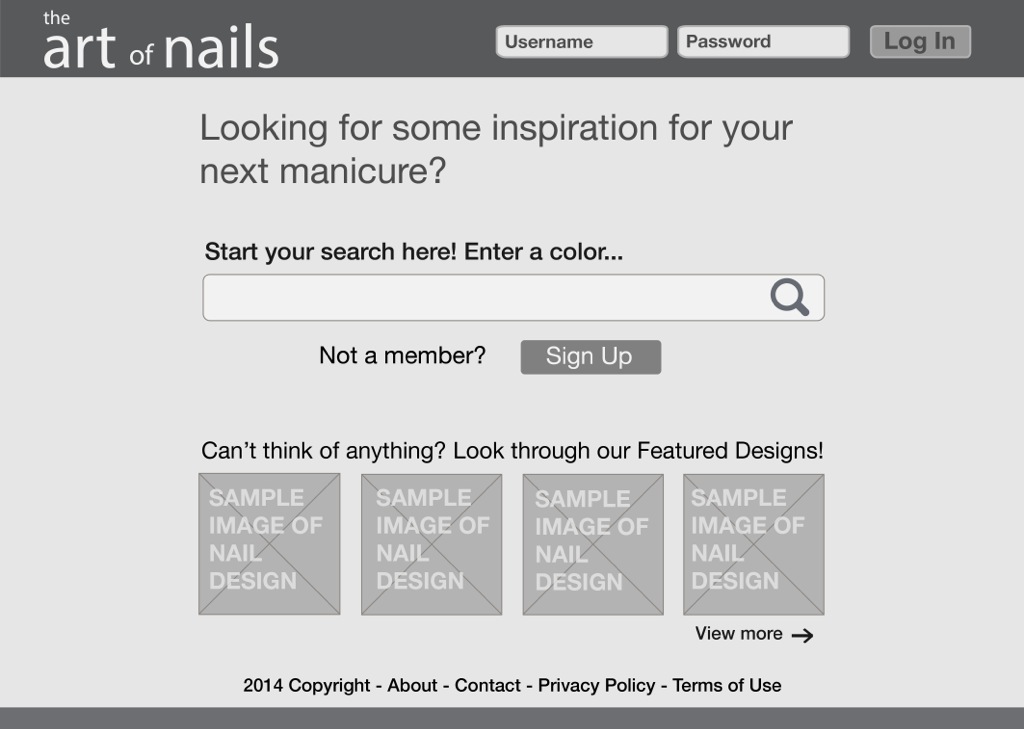 the
art of nails
Username
Password
Log In
Looking for some inspiration for your
next manicure?
Start your search here! Enter a color...
Not a member?
Sign Up
Can’t think of anything? Look through our Featured Designs!
SAMPLE
IMAGE OF
NAIL
DESIGN
SAMPLE
IMAGE OF
NAIL
DESIGN
SAMPLE
IMAGE OF
NAIL
DESIGN
SAMPLE
IMAGE OF
NAIL
DESIGN
View more
2014 Copyright - About - Contact - Privacy Policy - Terms of Use